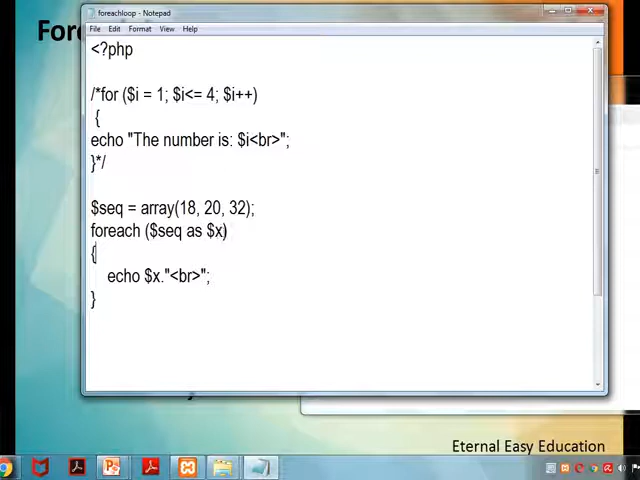 Fore
foreachloop - Notepad
File Edit Format View Help
<?php
/*for ($i = 1; $i<= 4; $i++)
{
echo "The number is: $i<br>";
}*/
$seq = array(18, 20, 32);
foreach ($seq as $x)
{
echo $x."<br>";
}
Eternal Easy Education